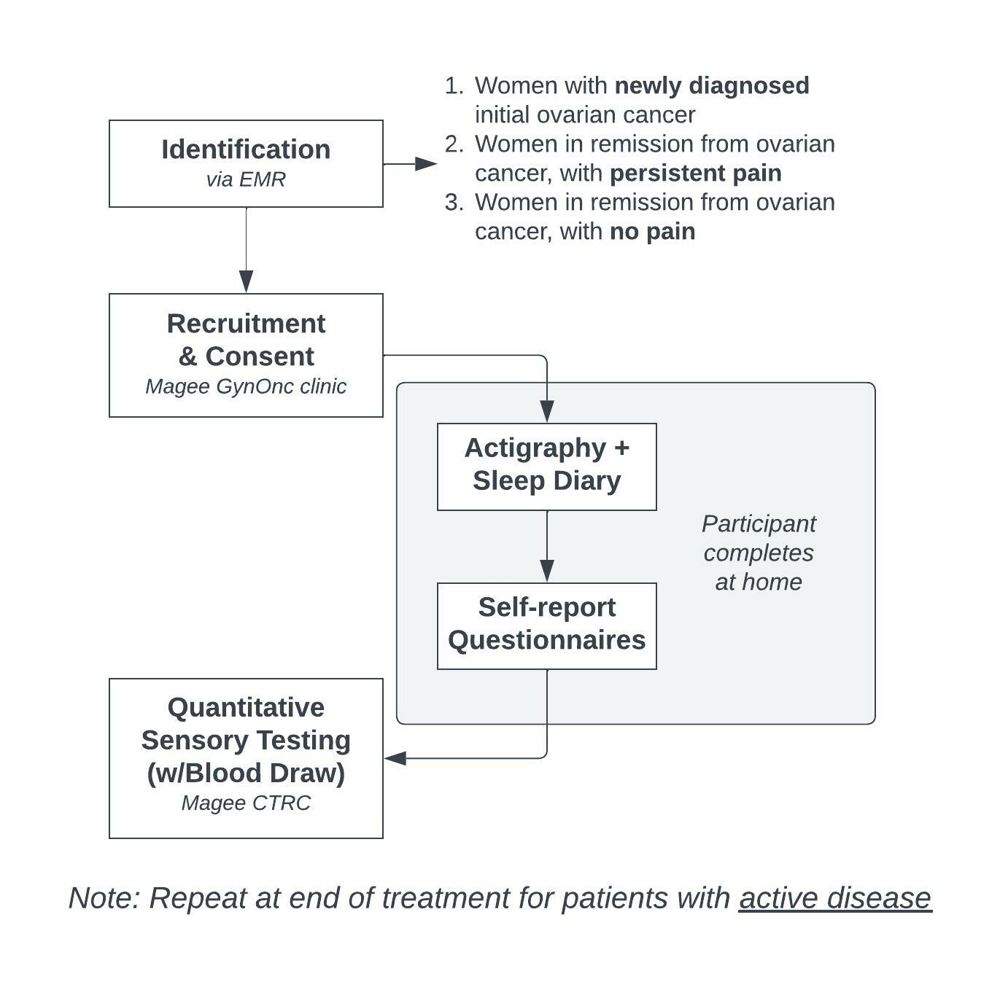 Identification
via EMR
1. Women with newly diagnosed
initial ovarian cancer
2. Women in remission from ovarian
cancer, with persistent pain
3. Women in remission from ovarian
cancer, with no pain
Recruitment
& Consent
Magee GynOnc clinic
Actigraphy +
Sleep Diary
Participant
completes
at home
Self-report
Questionnaires
Quantitative
Sensory Testing
(w/Blood Draw)
Magee CTRC
Note: Repeat at end of treatment for patients with active disease